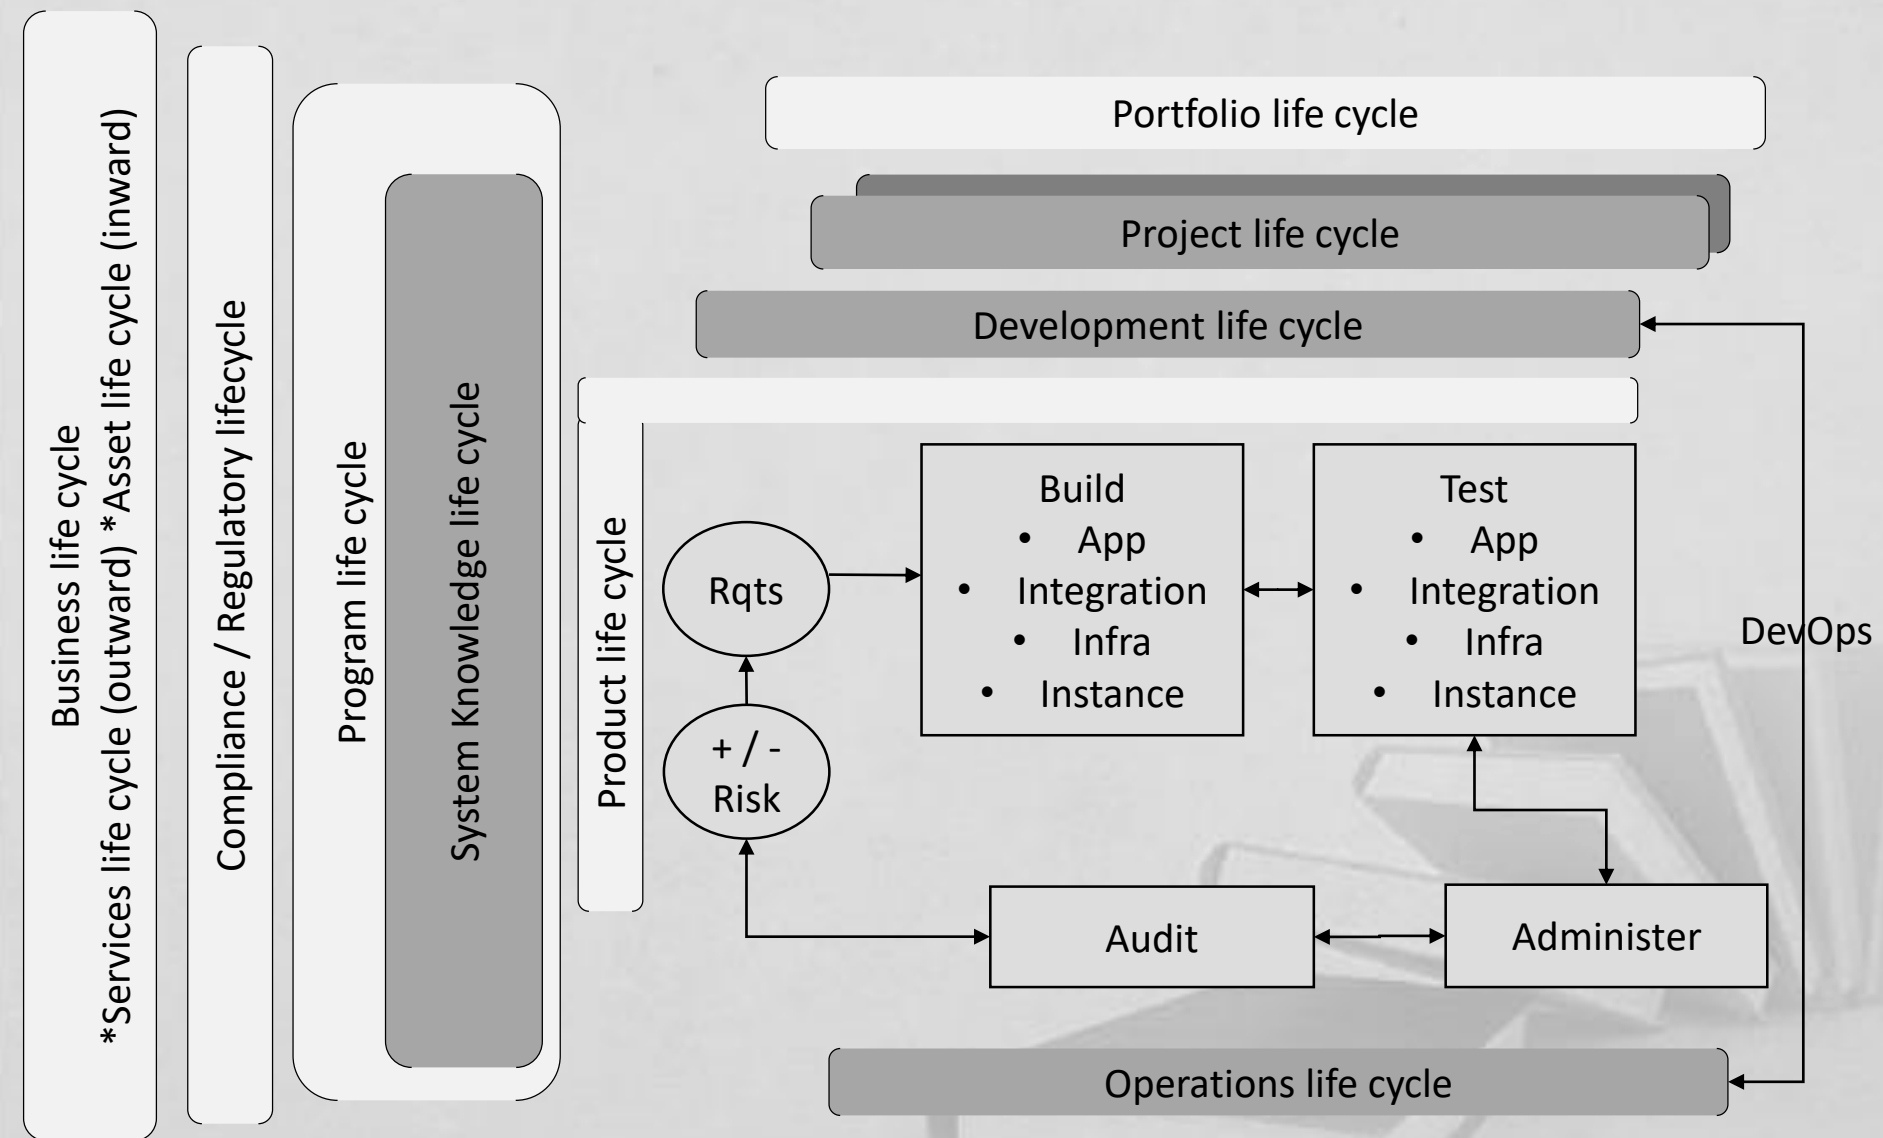 Business life cycle
*Services life cycle (outward) *Asset life cycle (inward)
Compliance / Regulatory lifecycle
Program life cycle
System Knowledge life cycle
Portfolio life cycle
Project life cycle
Development life cycle
Product life cycle
Rqts
+ / -
Risk
Build
• App
• Integration
• Infra
• Instance
Test
• App
• Integration
• Infra
• Instance
DevOps
Audit
Administer
Operations life cycle